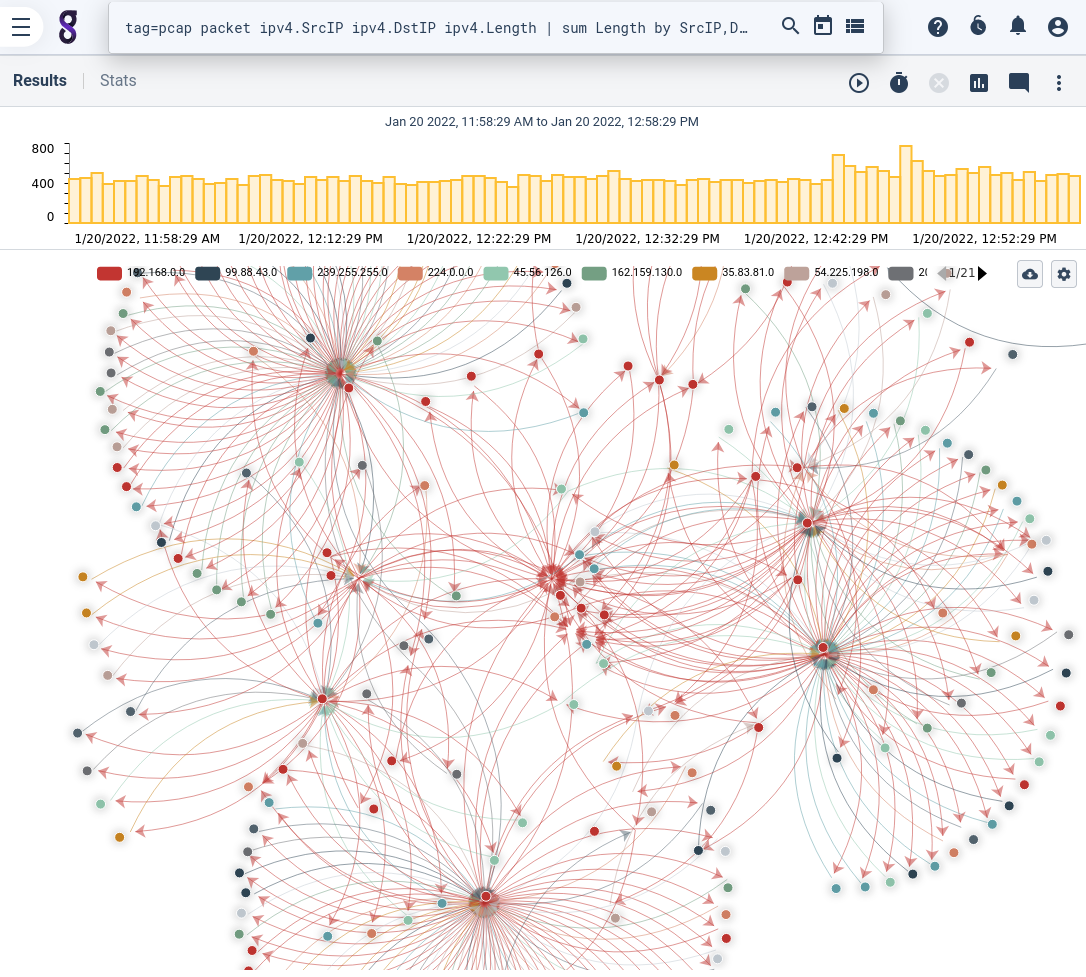 tag=pcap packet ipv4.SrcIP ipv4.DstIP ipv4.Length | sum Length by SrcIP,D…
Results Stats
Jan 20 2022, 11:58:29 AM to Jan 20 2022, 12:58:29 PM
800
400
0
1/20/2022, 11:58:29 AM 1/20/2022, 12:12:29 PM 1/20/2022, 12:22:29 PM 1/20/2022, 12:32:29 PM 1/20/2022, 12:42:29 PM 1/20/2022, 12:52:29 PM
192.168.0.0 99.88.43.0 239.255.255.0 224.0.0.0 45.56.126.0 162.159.130.0 35.83.81.0 54.225.198.0 1/21